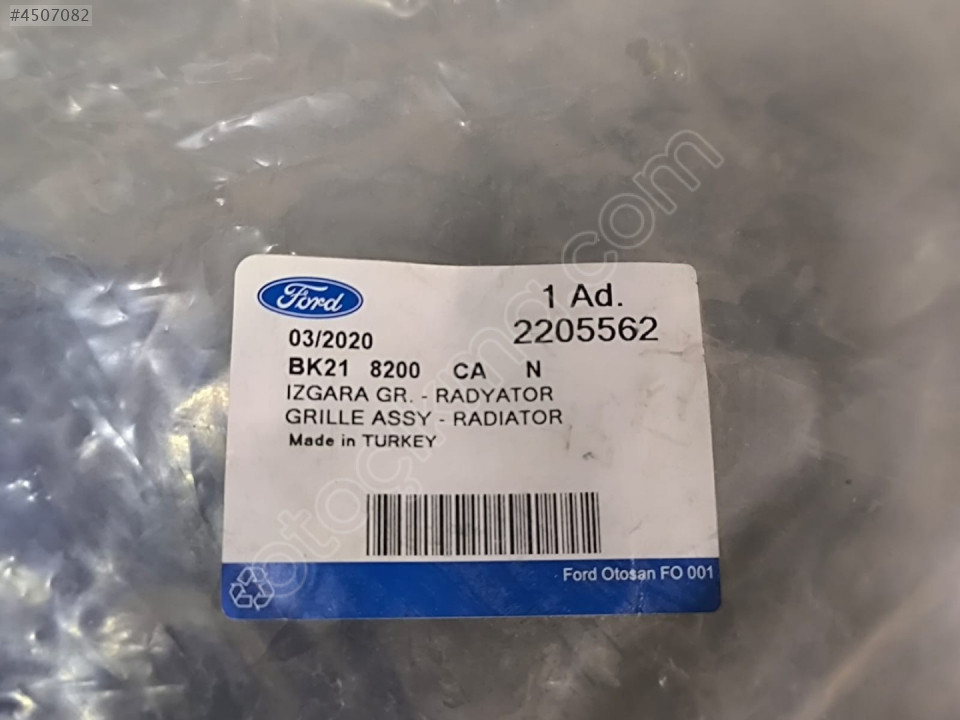 #4507082
Ford
1 Ad.
03/2020
2205562
BK21 8200 CA N
IZGARA GR. - RADYATOR
GRILLE ASSY - RADIATOR
Made in TURKEY
otocikma.com
Ford Otosan FO 001